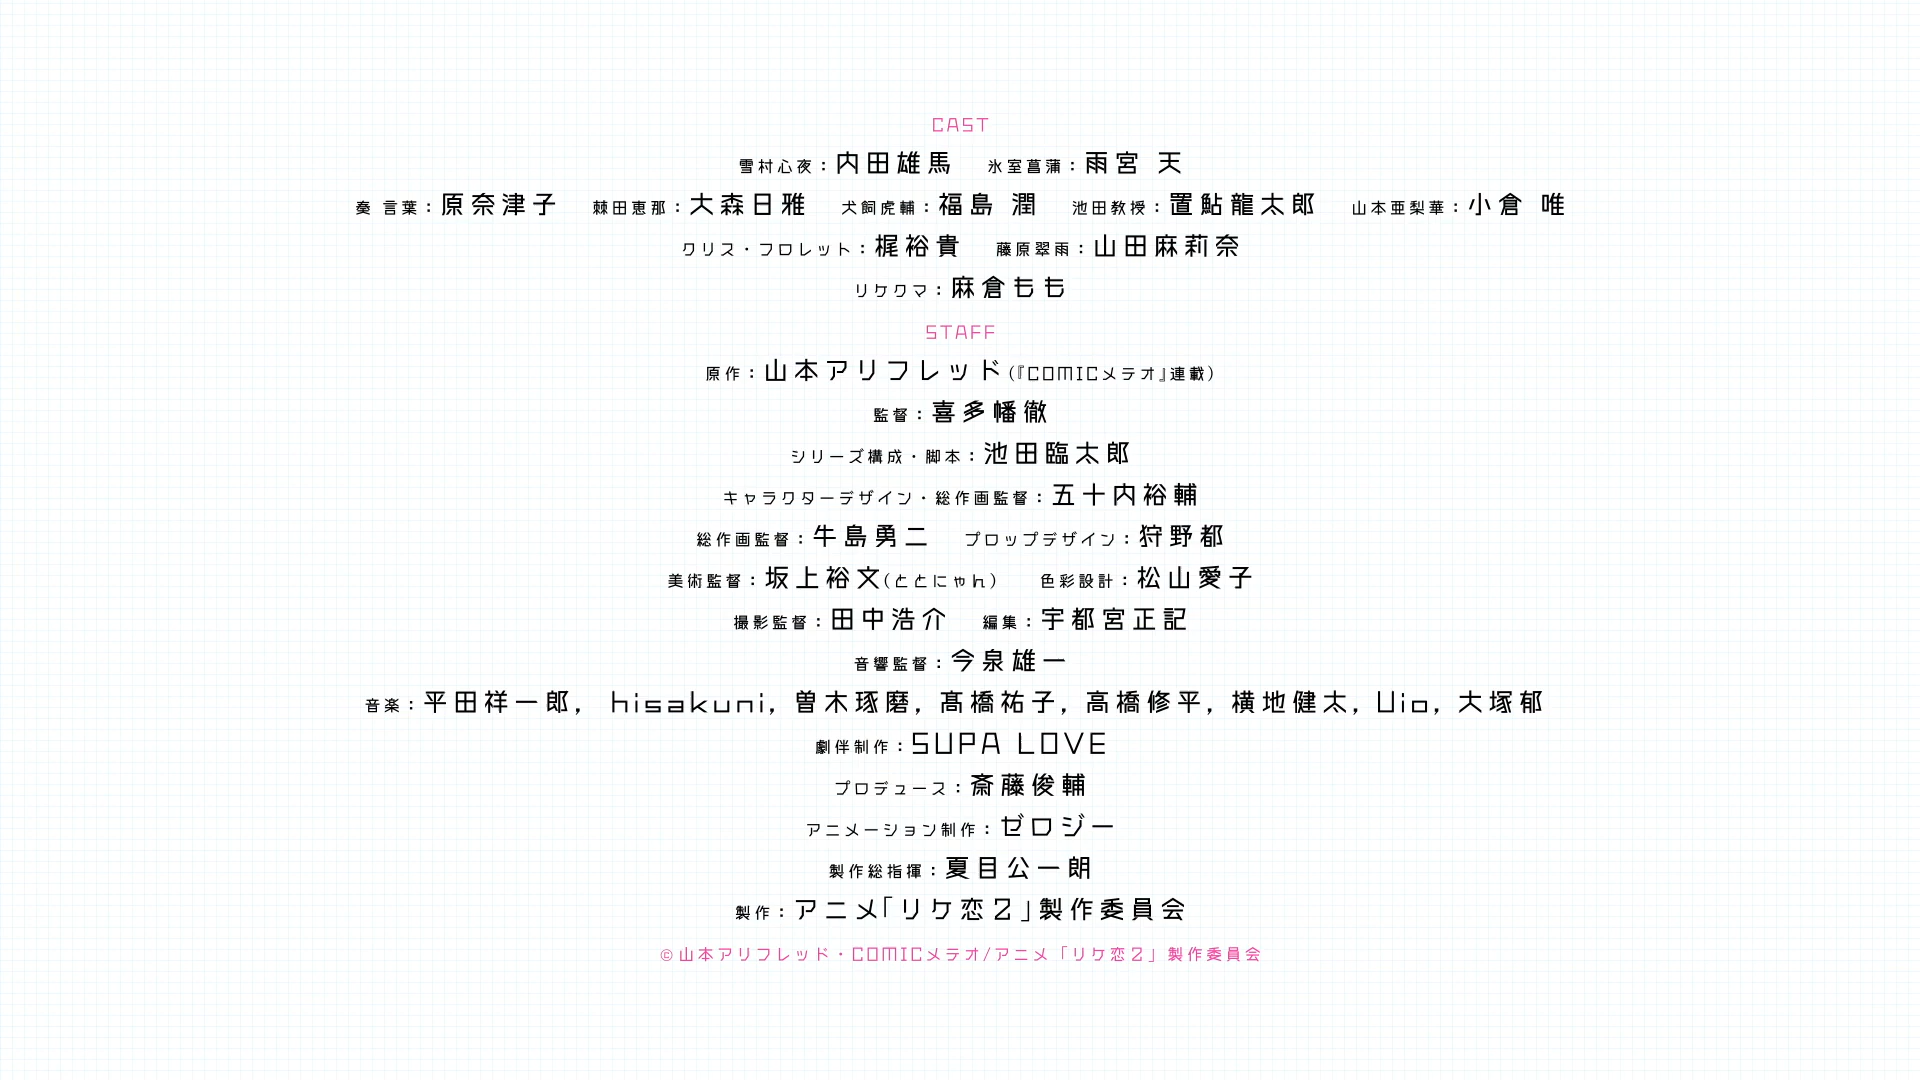 CAST
雪村心夜：内田雄馬　氷室菖蒲：雨宮 天
奏 言葉：原奈津子　棘田恵那：大森日雅　犬飼虎輔：福島 潤　池田教授：置鮎龍太郎　山本亜梨華：小倉 唯
クリス・フロレット：梶裕貴　藤原翠雨：山田麻莉奈
リケクマ：麻倉もも
STAFF
原作：山本アリフレッド(『COMICメテオ』連載)
監督：喜多幡徹
シリーズ構成・脚本：池田臨太郎
キャラクターデザイン・総作画監督：五十内裕輔
総作画監督：牛島勇二　プロップデザイン：狩野都
美術監督：坂上裕文(ととにゃん)　色彩設計：松山愛子
撮影監督：田中浩介　編集：宇都宮正記
音響監督：今泉雄一
音楽：平田祥一郎, hisakuni, 曽木琢磨, 髙橋祐子, 高橋修平, 横地健太, Uio, 大塚郁
劇伴制作：SUPA LOVE
プロデュース：斎藤俊輔
アニメーション制作：ゼロジー
製作総指揮：夏目公一朗
製作：アニメ「リケ恋2」製作委員会
©山本アリフレッド・COMICメテオ/アニメ「リケ恋2」製作委員会